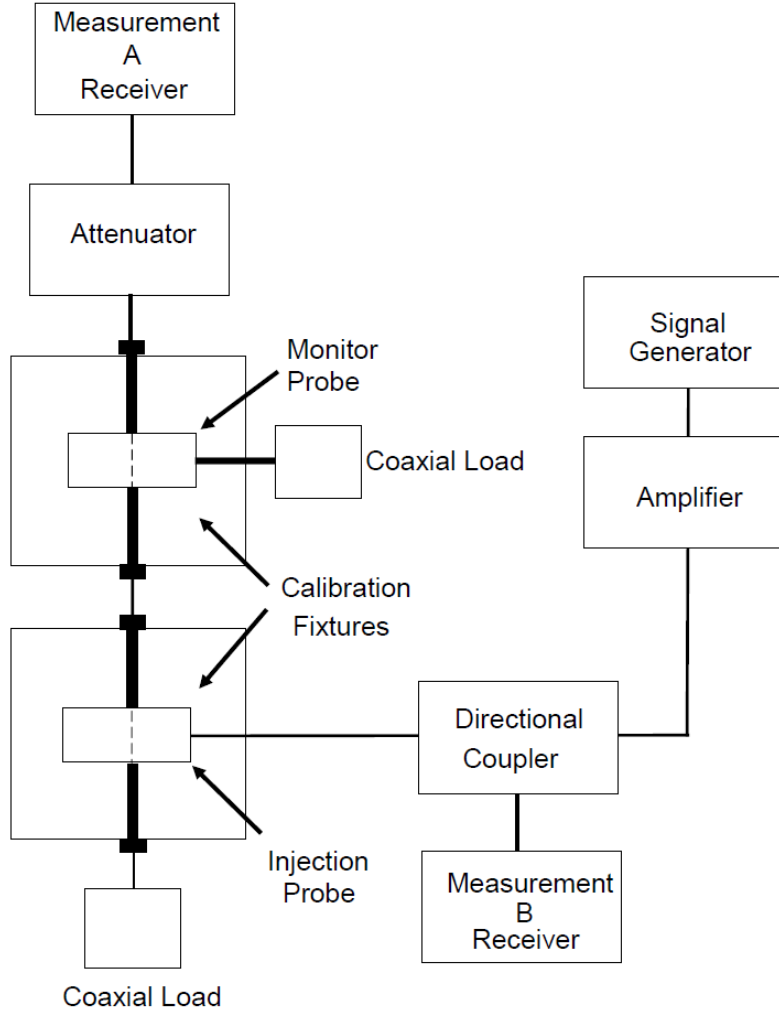 Measurement
A
Receiver
Attenuator
Monitor
Probe
Coaxial Load
Signal
Generator
Amplifier
Calibration
Fixtures
Directional
Coupler
Injection
Probe
Measurement
B
Receiver
Coaxial Load